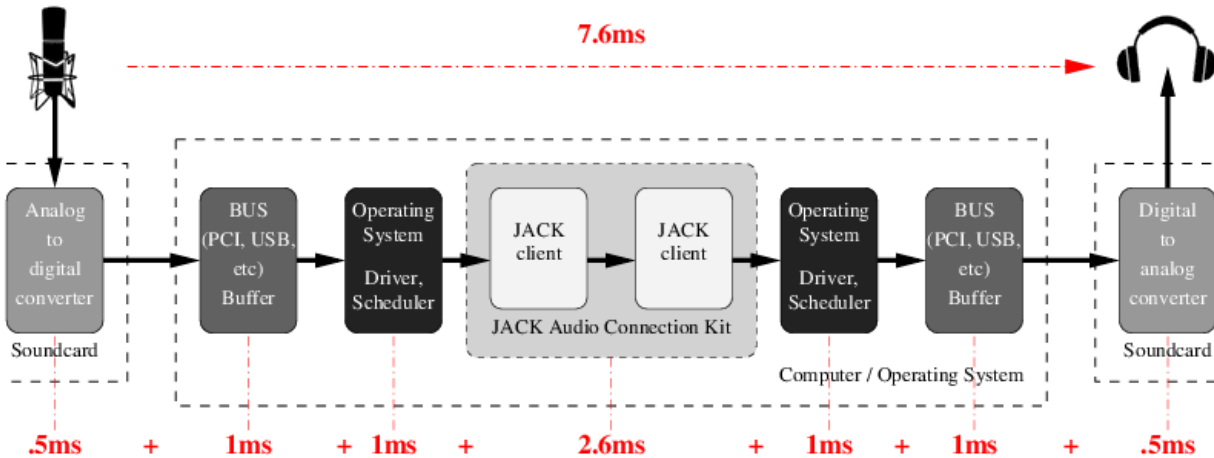 7.6ms
Analog
to
digital
converter
Soundcard
BUS
(PCI, USB,
etc)
Buffer
Operating
System
Driver,
Scheduler
JACK
client
JACK
client
JACK Audio Connection Kit
Operating
System
Driver,
Scheduler
BUS
(PCI, USB,
etc)
Buffer
Computer / Operating System
Digital
to
analog
converter
Soundcard
.5ms + 1ms + 1ms + 2.6ms + 1ms + 1ms + .5ms